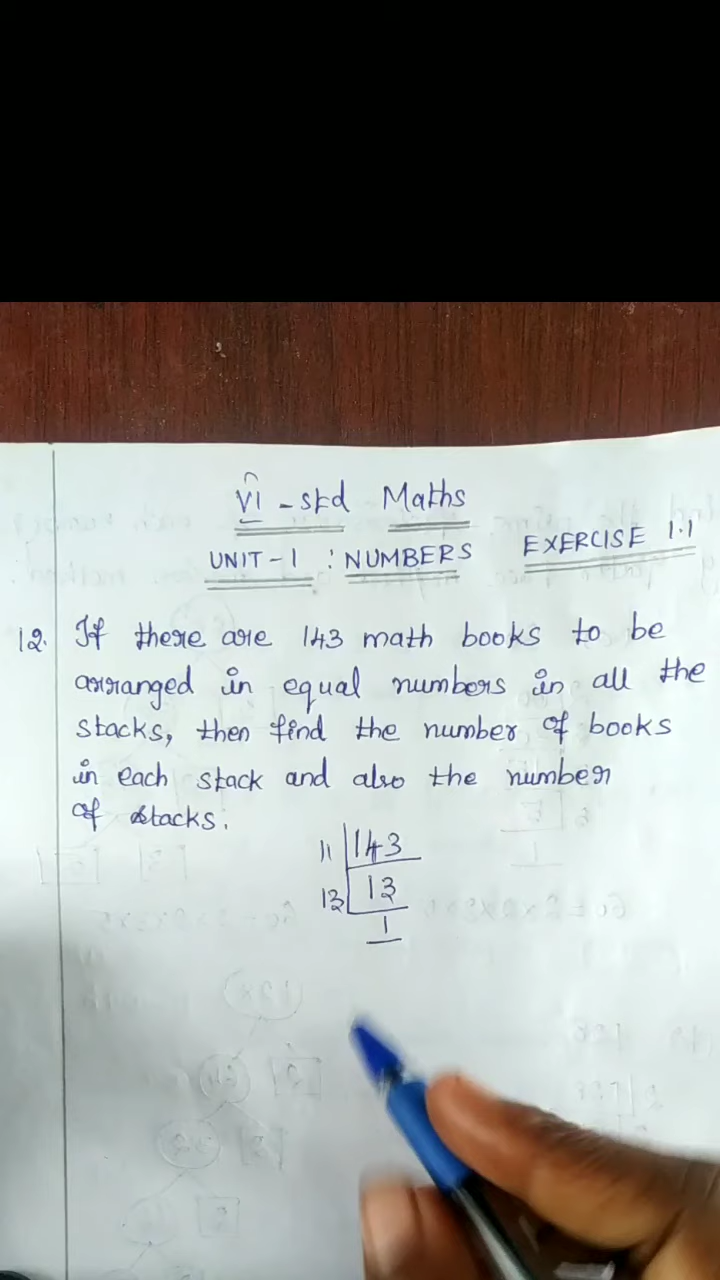 VI - Std Maths
UNIT - 1 : NUMBERS EXERCISE 1.1
12. If there are 143 math books to be
arranged in equal numbers in all the
stacks, then find the number of books
in each stack and also the number
of stacks.
11 143
13 13
1